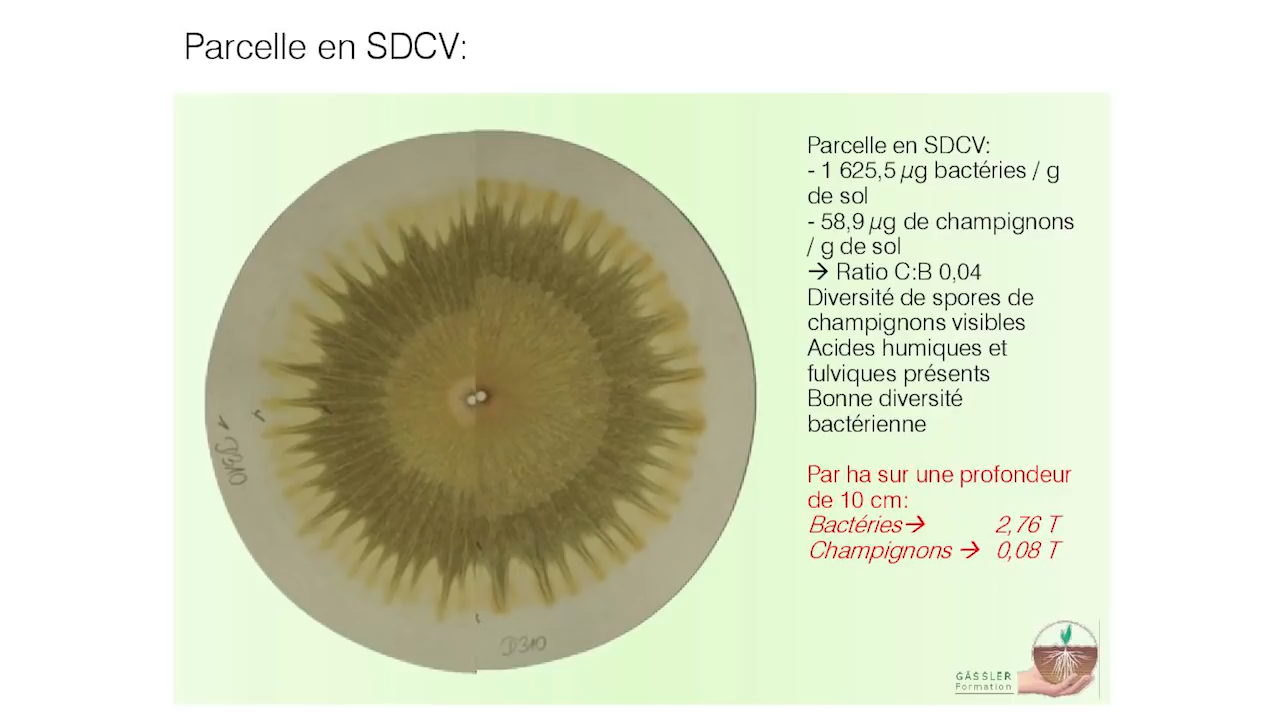 Parcelle en SDCV:
Parcelle en SDCV:
- 1 625,5 µg bactéries / g
de sol
- 58,9 µg de champignons
/ g de sol
→ Ratio C:B 0,04
Diversité de spores de
champignons visibles
Acides humiques et
fulviques présents
Bonne diversité
bactérienne
Par ha sur une profondeur
de 10 cm:
Bactéries→ 2,76 T
Champignons → 0,08 T
D310
GÄSSLER
Formation